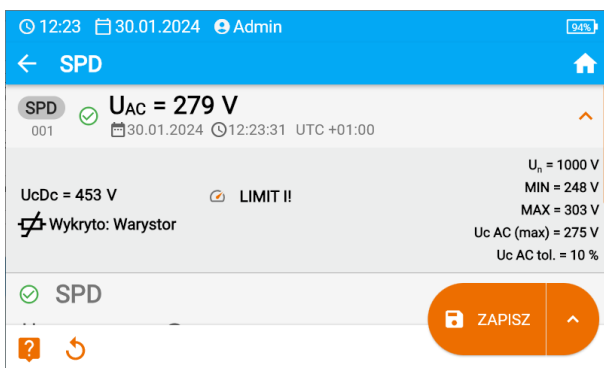 12:23 30.01.2024 Admin 94%
SPD
SPD UAC = 279 V
001 30.01.2024 12:23:31 UTC +01:00
Un = 1000 V
UcDc = 453 V LIMIT I! MIN = 248 V
MAX = 303 V
Wykryto: Warystor Uc AC (max) = 275 V
Uc AC tol. = 10 %
SPD
ZAPISZ
?